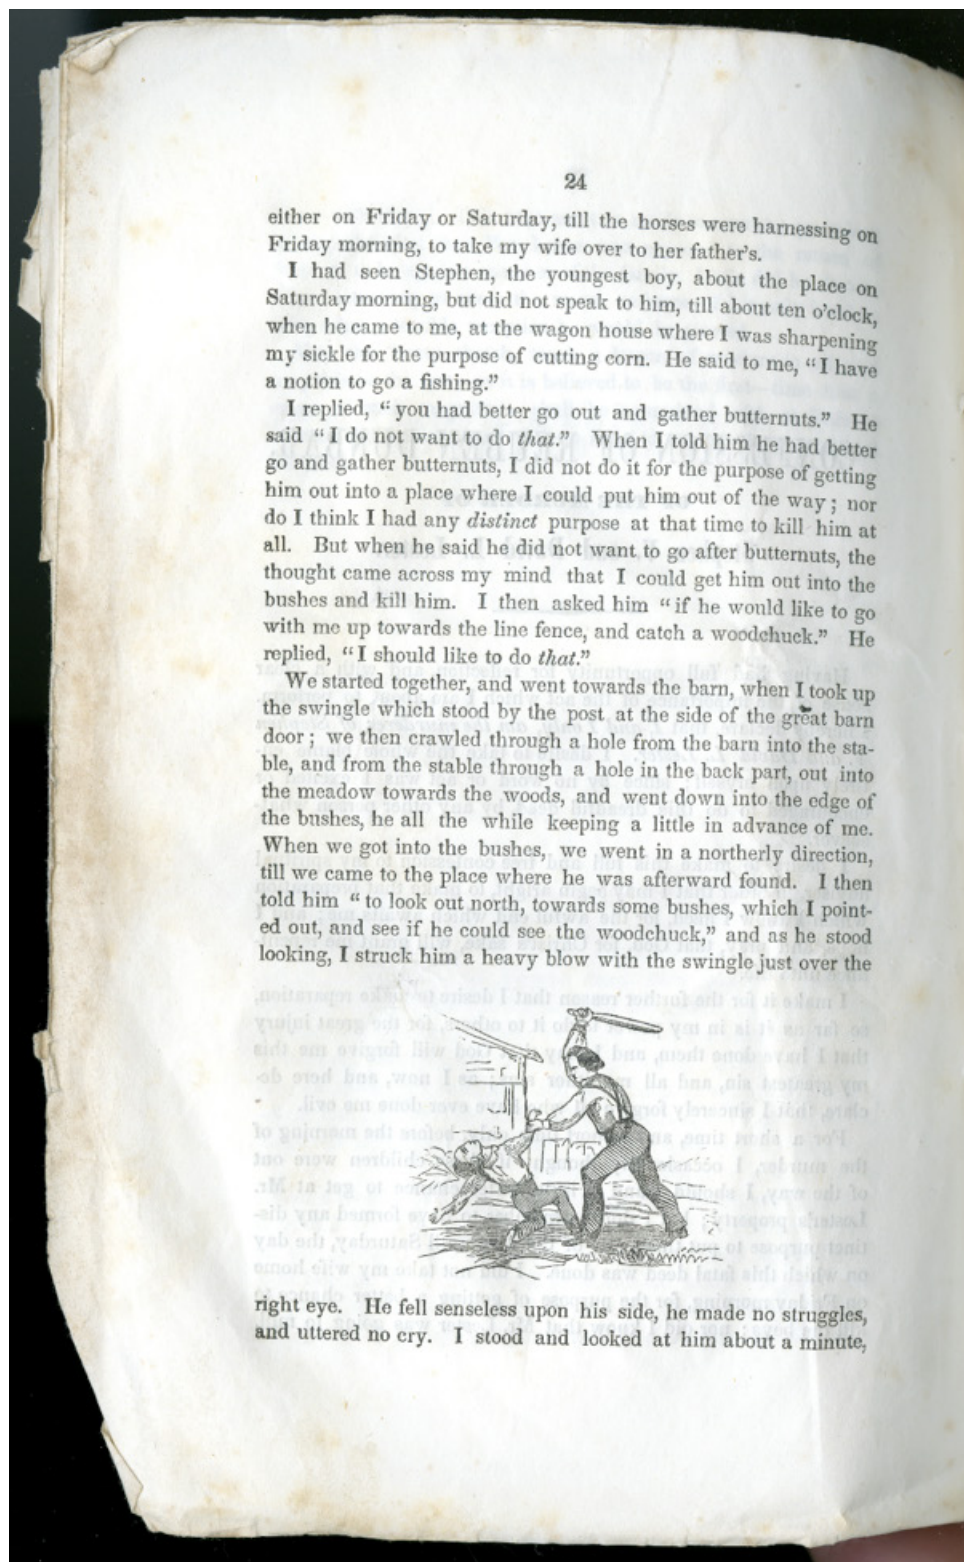 24
either on Friday or Saturday, till the horses were harnessing on
Friday morning, to take my wife over to her father's.
I had seen Stephen, the youngest boy, about the place on
Saturday morning, but did not speak to him, till about ten o'clock,
when he came to me, at the wagon house where I was sharpening
my sickle for the purpose of cutting corn. He said to me, "I have
a notion to go a fishing."
I replied, "you had better go out and gather butternuts." He
said "I do not want to do that." When I told him he had better
go and gather butternuts, I did not do it for the purpose of getting
him out into a place where I could put him out of the way; nor
do I think I had any distinct purpose at that time to kill him at
all. But when he said he did not want to go after butternuts, the
thought came across my mind that I could get him out into the
bushes and kill him. I then asked him "if he would like to go
with me up towards the line fence, and catch a woodchuck." He
replied, "I should like to do that."
We started together, and went towards the barn, when I took up
the swingle which stood by the post at the side of the great barn
door; we then crawled through a hole from the barn into the sta-
ble, and from the stable through a hole in the back part, out into
the meadow towards the woods, and went down into the edge of
the bushes, he all the while keeping a little in advance of me.
When we got into the bushes, we went in a northerly direction,
till we came to the place where he was afterward found. I then
told him "to look out north, towards some bushes, which I point-
ed out, and see if he could see the woodchuck," and as he stood
looking, I struck him a heavy blow with the swingle just over the
right eye. He fell senseless upon his side, he made no struggles,
and uttered no cry. I stood and looked at him about a minute,